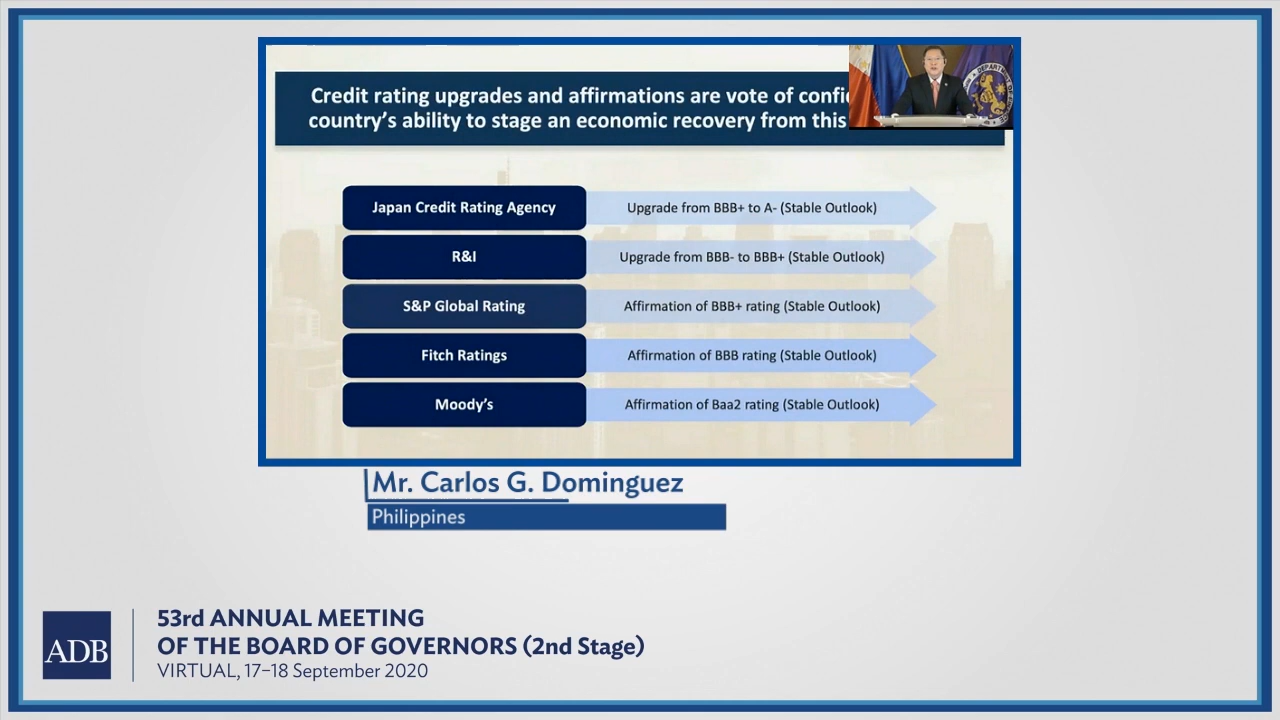 Credit rating upgrades and affirmations are vote of
country's ability to stage an economic recovery from this
Japan Credit Rating Agency
Upgrade from BBB+ to A- (Stable Outlook)
R&I
Upgrade from BBB- to BBB+ (Stable Outlook)
S&P Global Rating
Affirmation of BBB+ rating (Stable Outlook)
Fitch Ratings
Affirmation of BBB rating (Stable Outlook)
Moody's
Affirmation of Baa2 rating (Stable Outlook)
Mr. Carlos G. Dominguez
Philippines
ADB
53rd ANNUAL MEETING
OF THE BOARD OF GOVERNORS (2nd Stage)
VIRTUAL, 17–18 September 2020